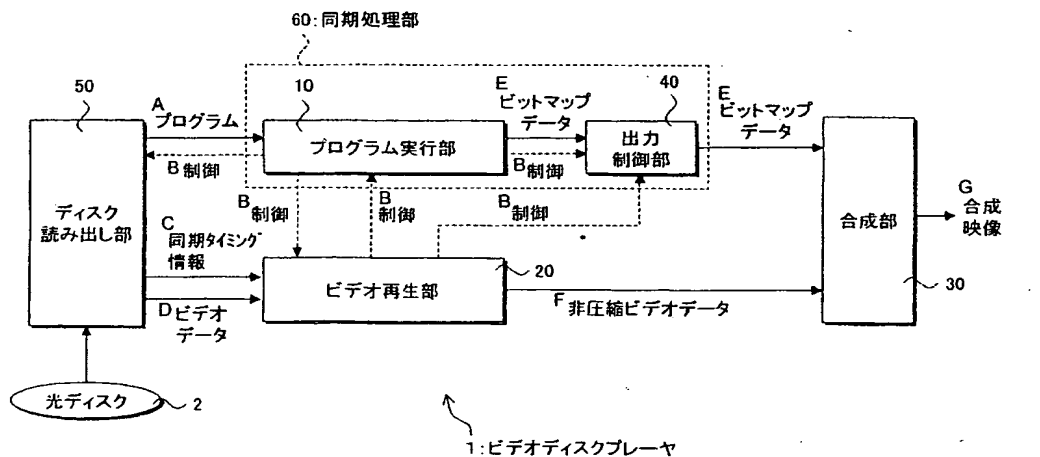 60:同期処理部
50
A
プログラム
10
E
ビットマップ
データ
40
E
ビットマップ
データ
プログラム実行部
出力
制御部
B 制御
B 制御
B
制御
B
制御
B
制御
ディスク
読み出し部
C
同期タイミング
情報
合成部
G
合成
映像
20
ビデオ再生部
D ビデオ
データ
F 非圧縮ビデオデータ
30
光ディスク
2
1:ビデオディスクプレーヤ